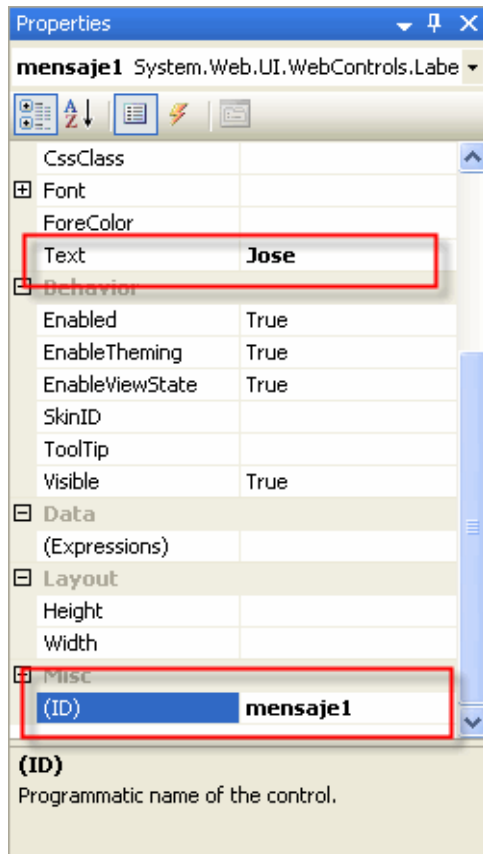 Properties
mensaje1 System.Web.UI.WebControls.Labe
CssClass
Font
ForeColor
Text Jose
Behavior
Enabled True
EnableTheming True
EnableViewState True
SkinID
ToolTip
Visible True
Data
(Expressions)
Layout
Height
Width
Misc
(ID) mensaje1
(ID)
Programmatic name of the control.